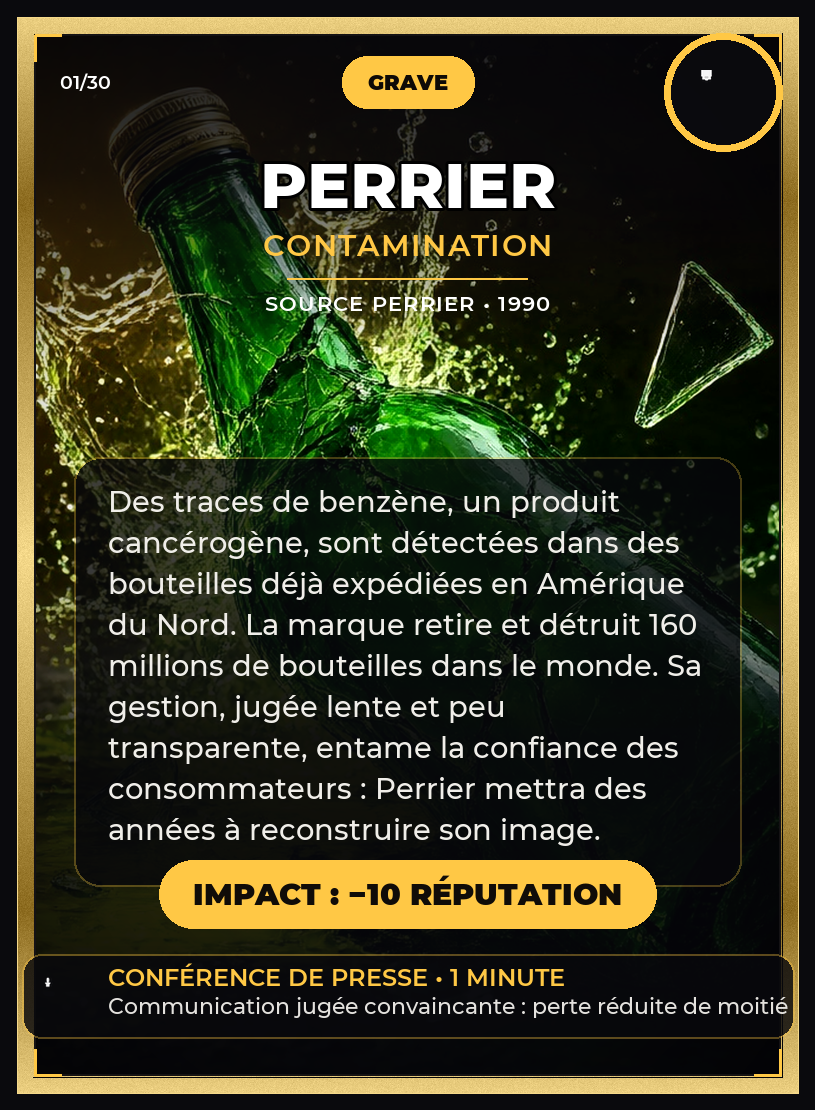 01/30
GRAVE
PERRIER
CONTAMINATION
SOURCE PERRIER • 1990
Des traces de benzène, un produit
cancérogène, sont détectées dans des
bouteilles déjà expédiées en Amérique
du Nord. La marque retire et détruit 160
millions de bouteilles dans le monde. Sa
gestion, jugée lente et peu
transparente, entame la confiance des
consommateurs : Perrier mettra des
années à reconstruire son image.
IMPACT : −10 RÉPUTATION
CONFÉRENCE DE PRESSE • 1 MINUTE
Communication jugée convaincante : perte réduite de moitié